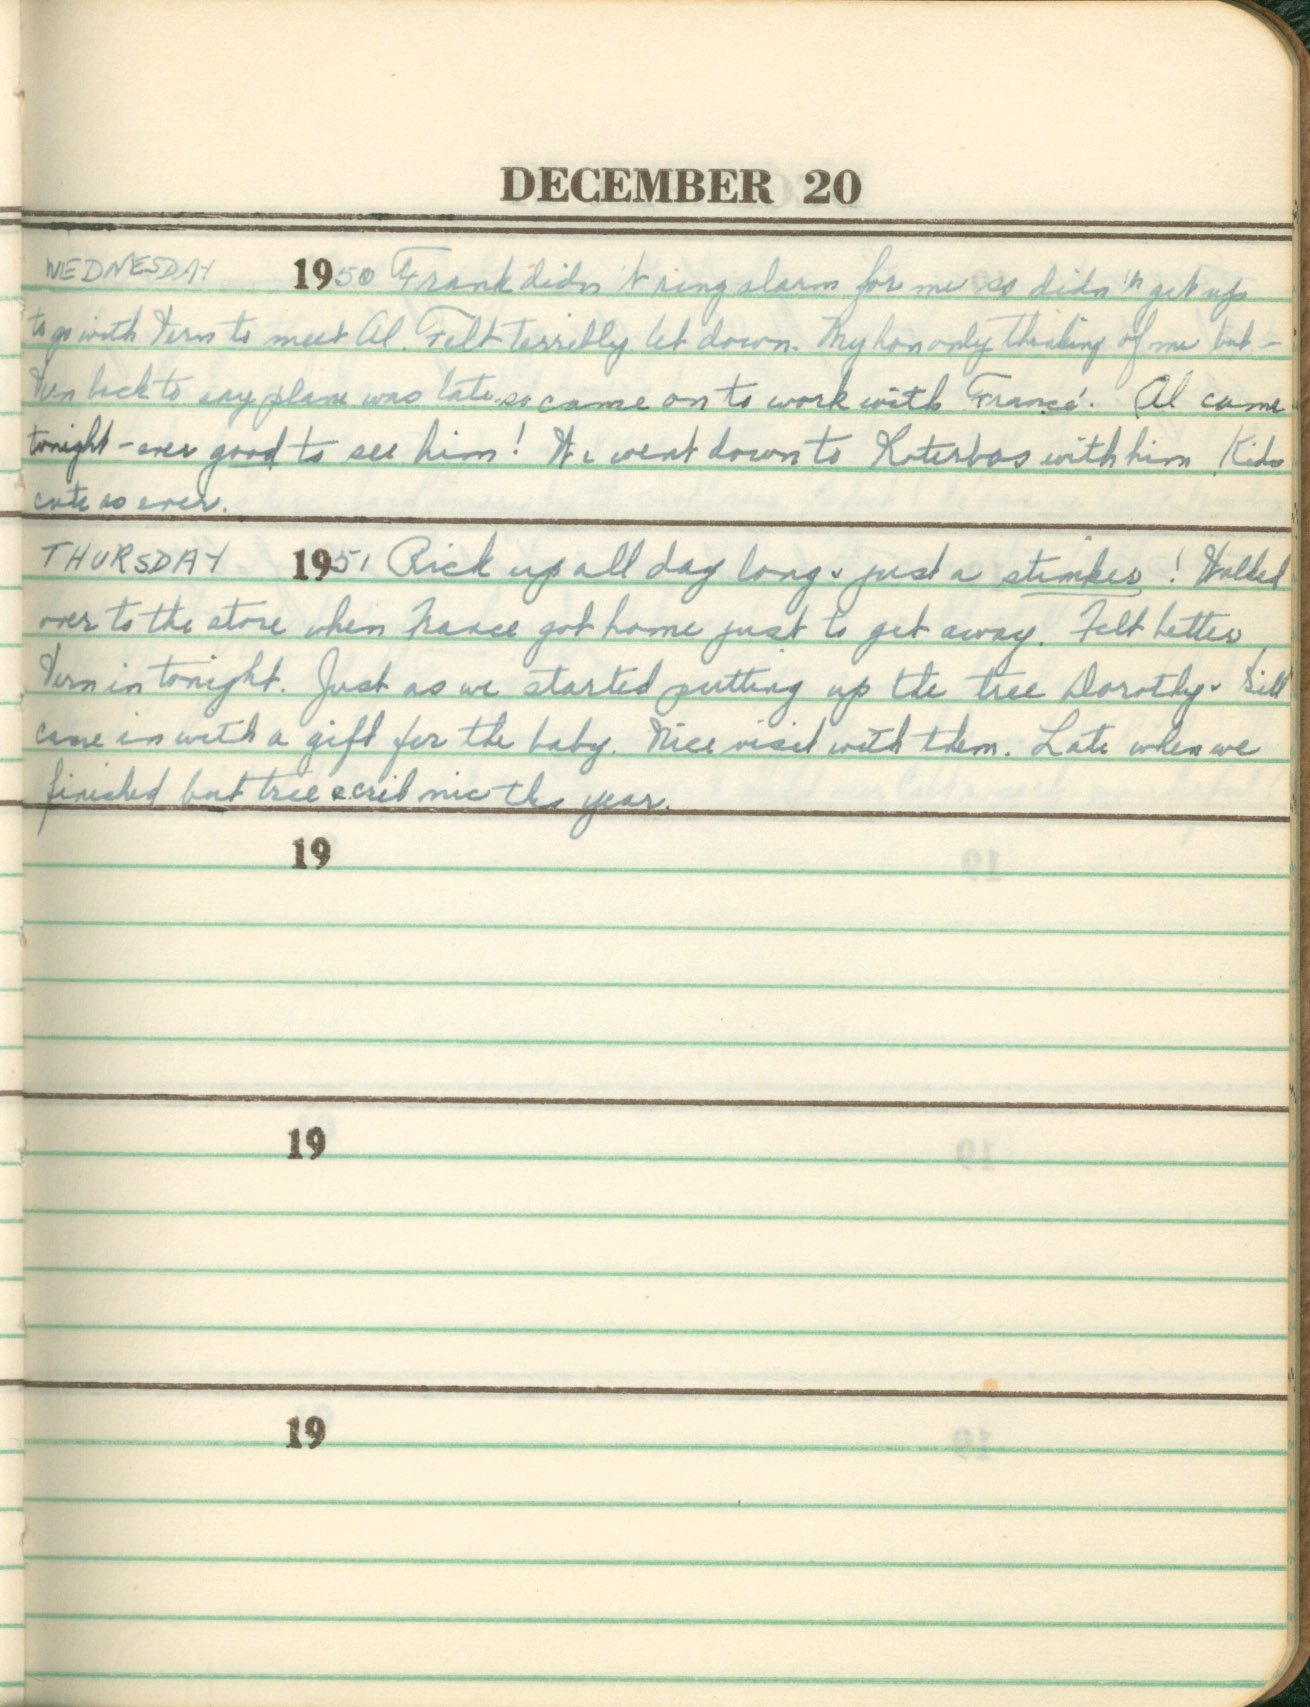 DECEMBER 20
WEDNESDAY 1950 Frank didn't ring alarm for me so didn't get up
to go with Vern to meet Al. Felt terribly let down. My hon only thinking of me but -
Vern back to say plane was late so came on to work with France. Al came
tonight - ever good to see him! We went down to Koterbas with him Kids
cute as ever.
THURSDAY 1951 Rick up all day long & just a stinker! Walked
over to the store when France got home just to get away. Felt better
Vern in tonight. Just as we started putting up the tree Dorothy & Bill
came in with a gift for the baby. Nice visit with them. Late when we
finished but tree nice this year.
19
19
19